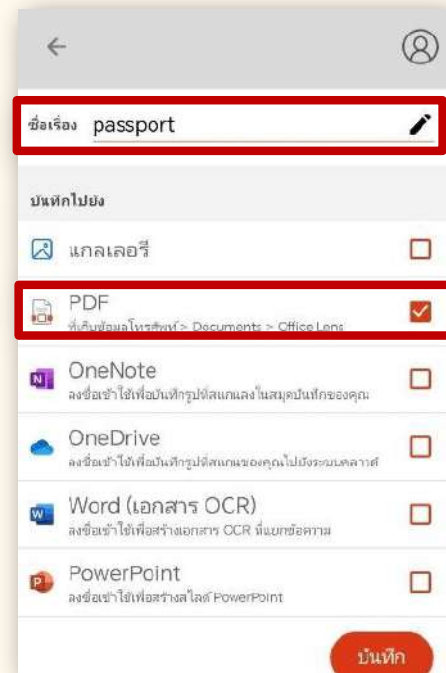 ชื่อเรื่อง passport
บันทึกไปยัง
แกลเลอรี
PDF
ที่เก็บข้อมูลโทรศัพท์ > Documents > Office Lens
OneNote
ลงชื่อเข้าใช้เพื่อบันทึกรูปที่สแกนลงในสมุดบันทึกของคุณ
OneDrive
ลงชื่อเข้าใช้เพื่อบันทึกรูปที่สแกนของคุณไปยังระบบคลาวด์
Word (เอกสาร OCR)
ลงชื่อเข้าใช้เพื่อสร้างเอกสาร OCR ที่แยกข้อความ
PowerPoint
ลงชื่อเข้าใช้เพื่อสร้างสไลด์ PowerPoint
บันทึก